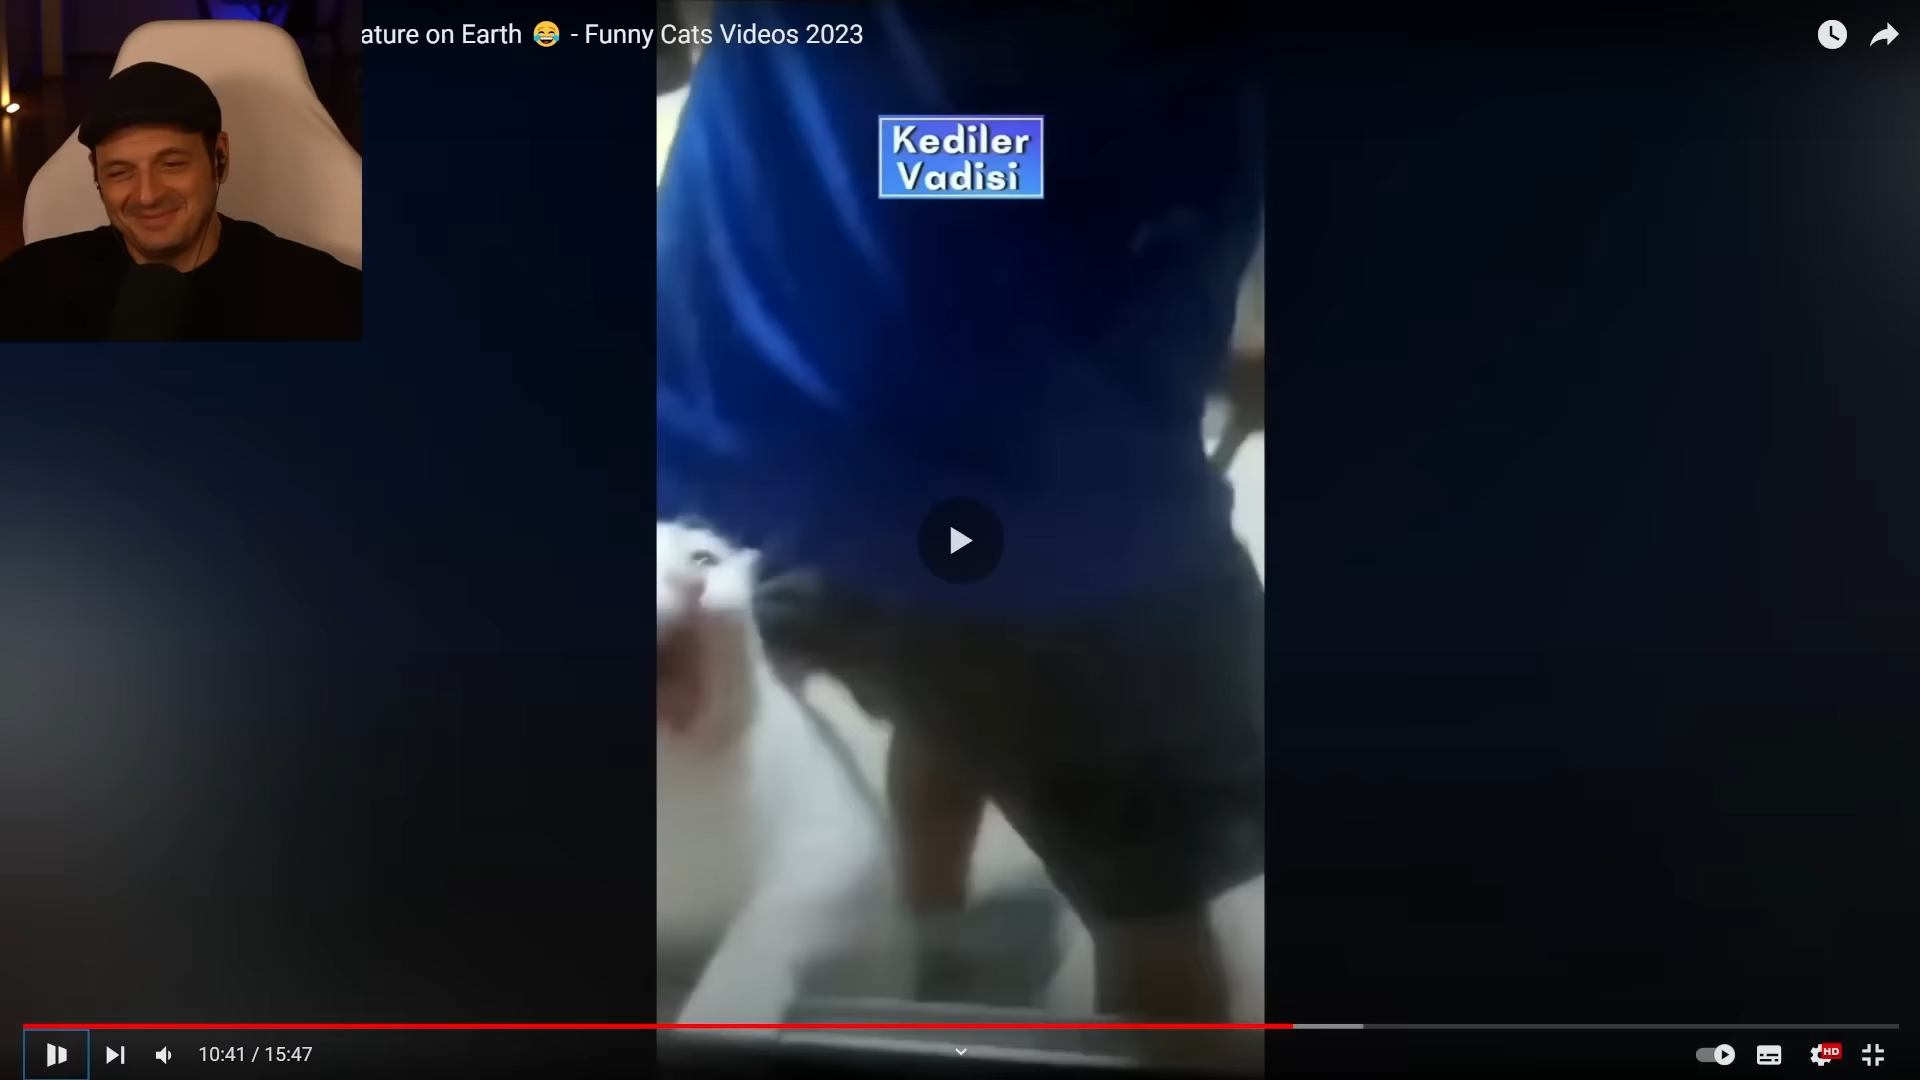 ature on Earth 😂 - Funny Cats Videos 2023
Kediler
Vadisi
10:41 / 15:47
HD